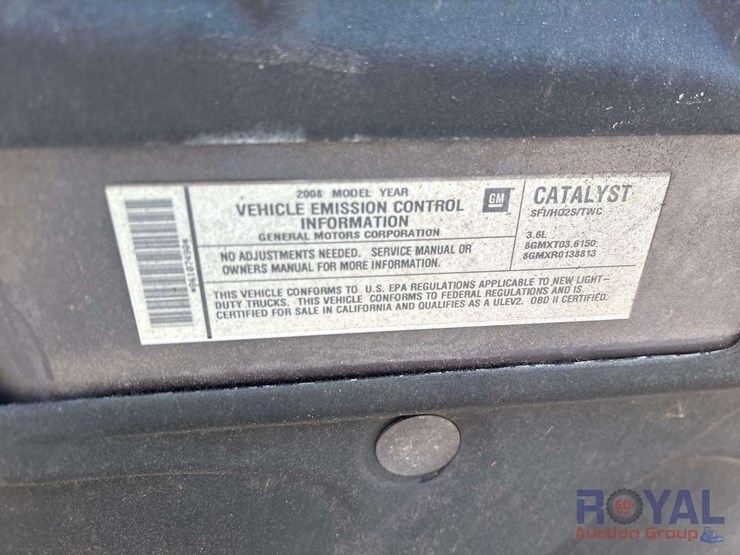 2008 MODEL YEAR
VEHICLE EMISSION CONTROL
INFORMATION
GENERAL MOTORS CORPORATION
GM
CATALYST
SFI/HO2S/TWC
NO ADJUSTMENTS NEEDED. SERVICE MANUAL OR
OWNERS MANUAL FOR MORE INFORMATION.
3.6L
8GMXT03.6150
8GMXR0138813
THIS VEHICLE CONFORMS TO U.S. EPA REGULATIONS APPLICABLE TO NEW LIGHT-
DUTY TRUCKS. THIS VEHICLE CONFORMS TO FEDERAL REGULATIONS AND IS
CERTIFIED FOR SALE IN CALIFORNIA AND QUALIFIES AS A ULEV2. OBD II CERTIFIED.
ROYAL
Auction Group